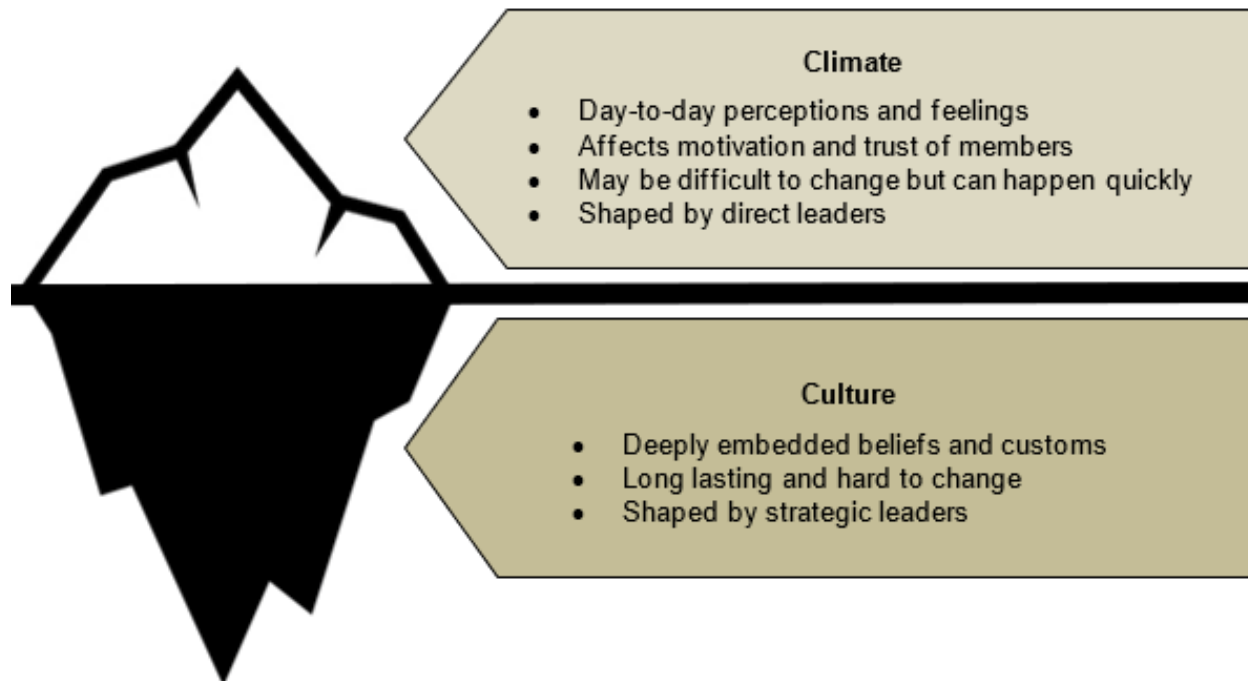 Climate
• Day-to-day perceptions and feelings
• Affects motivation and trust of members
• May be difficult to change but can happen quickly
• Shaped by direct leaders
Culture
• Deeply embedded beliefs and customs
• Long lasting and hard to change
• Shaped by strategic leaders